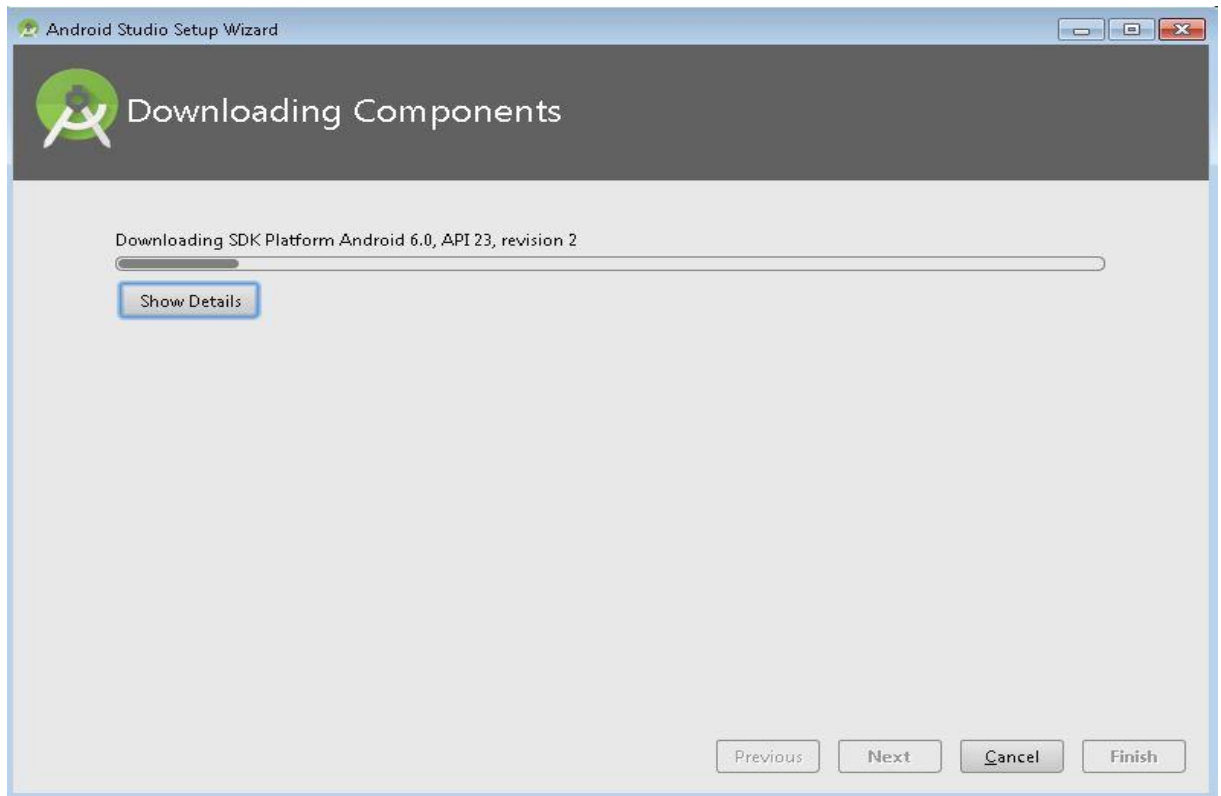 Android Studio Setup Wizard
Downloading Components
Downloading SDK Platform Android 6.0, API 23, revision 2
Show Details
Previous Next Cancel Finish